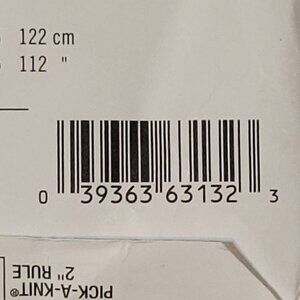 122 cm
112 "
0 39363 63132 3
PICK-A-KNIT®
2" RULE